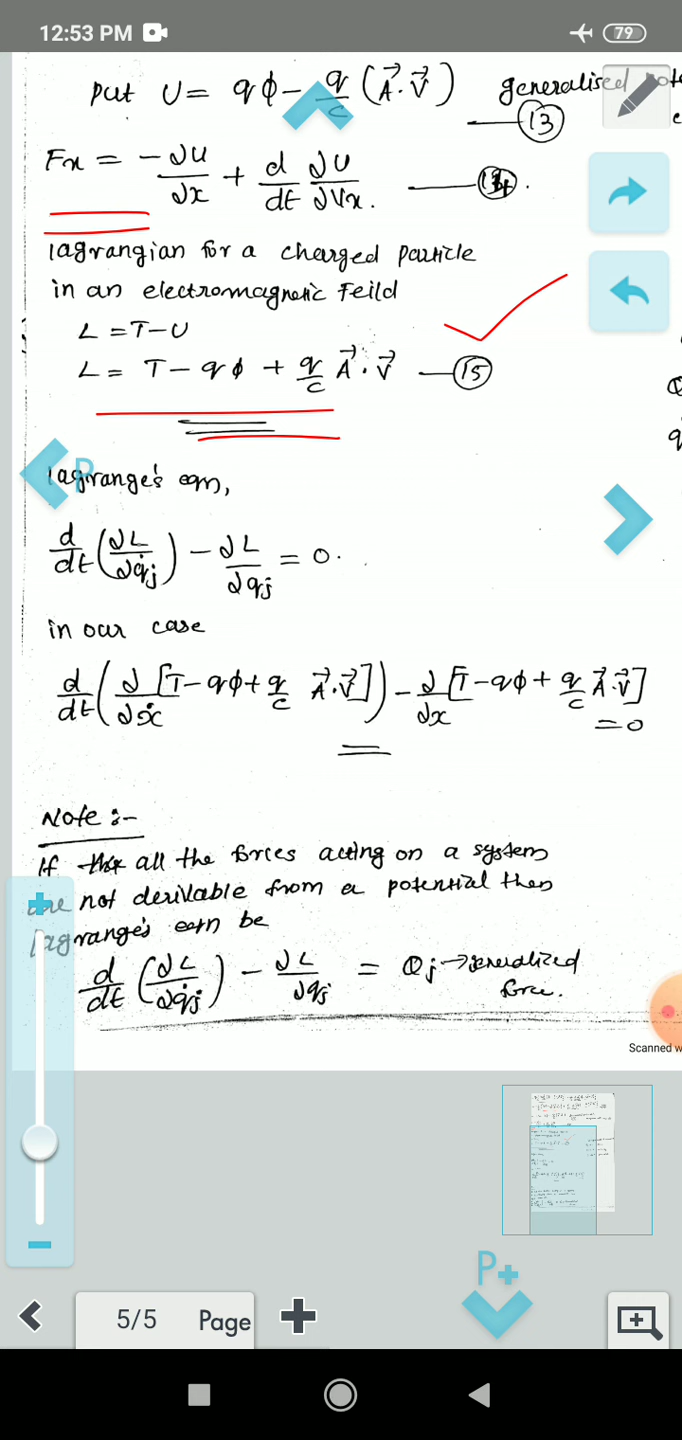 12:53 PM 79
Put U = qϕ - q/c (A⃗.V⃗) generalised
(13)
Fx = -∂U/∂x + d/dt ∂U/∂Vx. (14).
lagrangian for a charged particle
in an electromagnetic Feild
L = T-U
L = T - qϕ + q/c A⃗.V⃗ (15)
lagrange's eqn,
d/dt (∂L/∂q̇j) - ∂L/∂qj = 0.
in our case
d/dt (∂/∂ẋ [T-qϕ+q/c A⃗.V⃗]) - ∂/∂x [T-qϕ+q/c A⃗.V⃗]
=0
Note :-
If all the forces acting on a system
are not derivable from a potential then
lagrange's eqn be
d/dt (∂L/∂q̇j) - ∂L/∂qj = Qj → generalized
force.
Scanned w
P+
5/5 Page